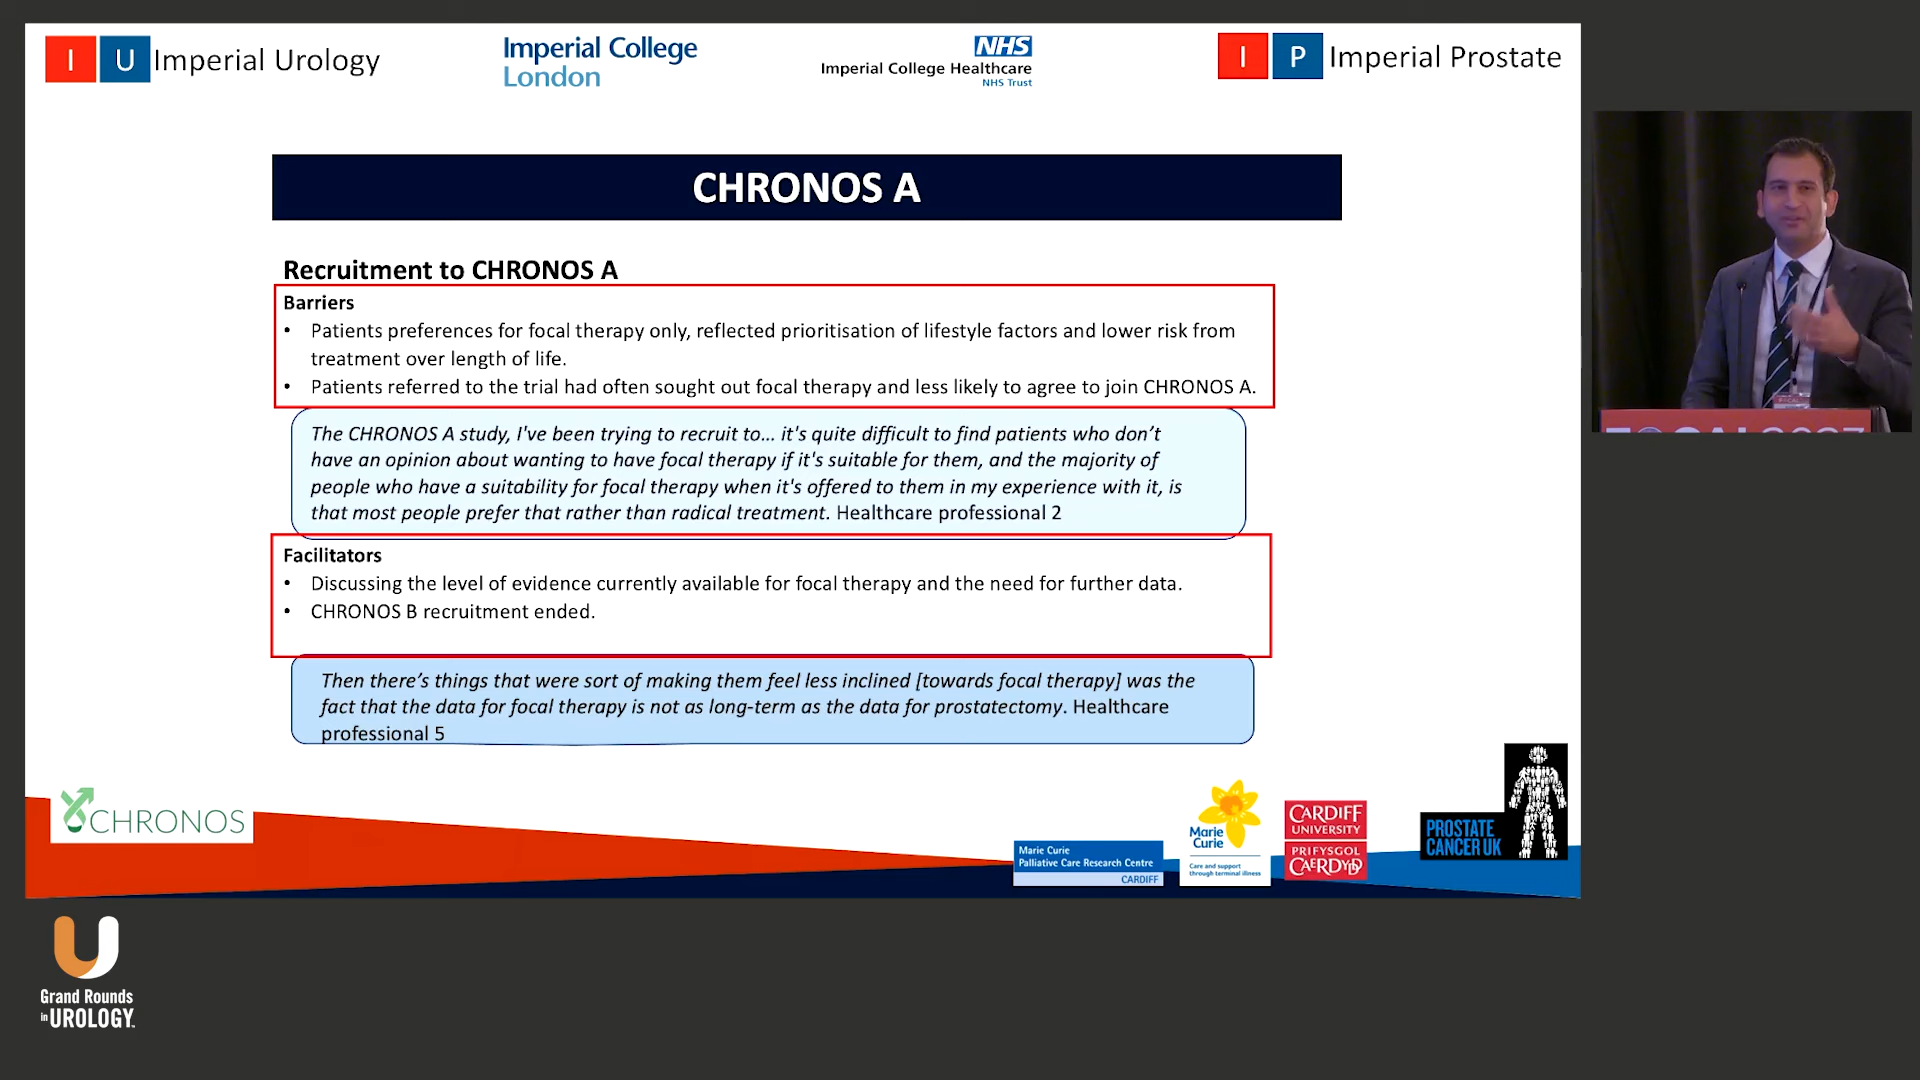 I U Imperial Urology
Imperial College
London
NHS
Imperial College Healthcare
NHS Trust
I P Imperial Prostate
CHRONOS A
Recruitment to CHRONOS A
Barriers
• Patients preferences for focal therapy only, reflected prioritisation of lifestyle factors and lower risk from
treatment over length of life.
• Patients referred to the trial had often sought out focal therapy and less likely to agree to join CHRONOS A.
The CHRONOS A study, I've been trying to recruit to... it's quite difficult to find patients who don’t
have an opinion about wanting to have focal therapy if it's suitable for them, and the majority of
people who have a suitability for focal therapy when it's offered to them in my experience with it, is
that most people prefer that rather than radical treatment. Healthcare professional 2
Facilitators
• Discussing the level of evidence currently available for focal therapy and the need for further data.
• CHRONOS B recruitment ended.
Then there’s things that were sort of making them feel less inclined [towards focal therapy] was the
fact that the data for focal therapy is not as long-term as the data for prostatectomy. Healthcare
professional 5
CHRONOS
Marie Curie
Palliative Care Research Centre
CARDIFF
Marie
Curie
Care and support
through terminal illness
CARDIFF
UNIVERSITY
PRIFYSGOL
CAERDYDD
PROSTATE
CANCER UK
Grand Rounds
in UROLOGY